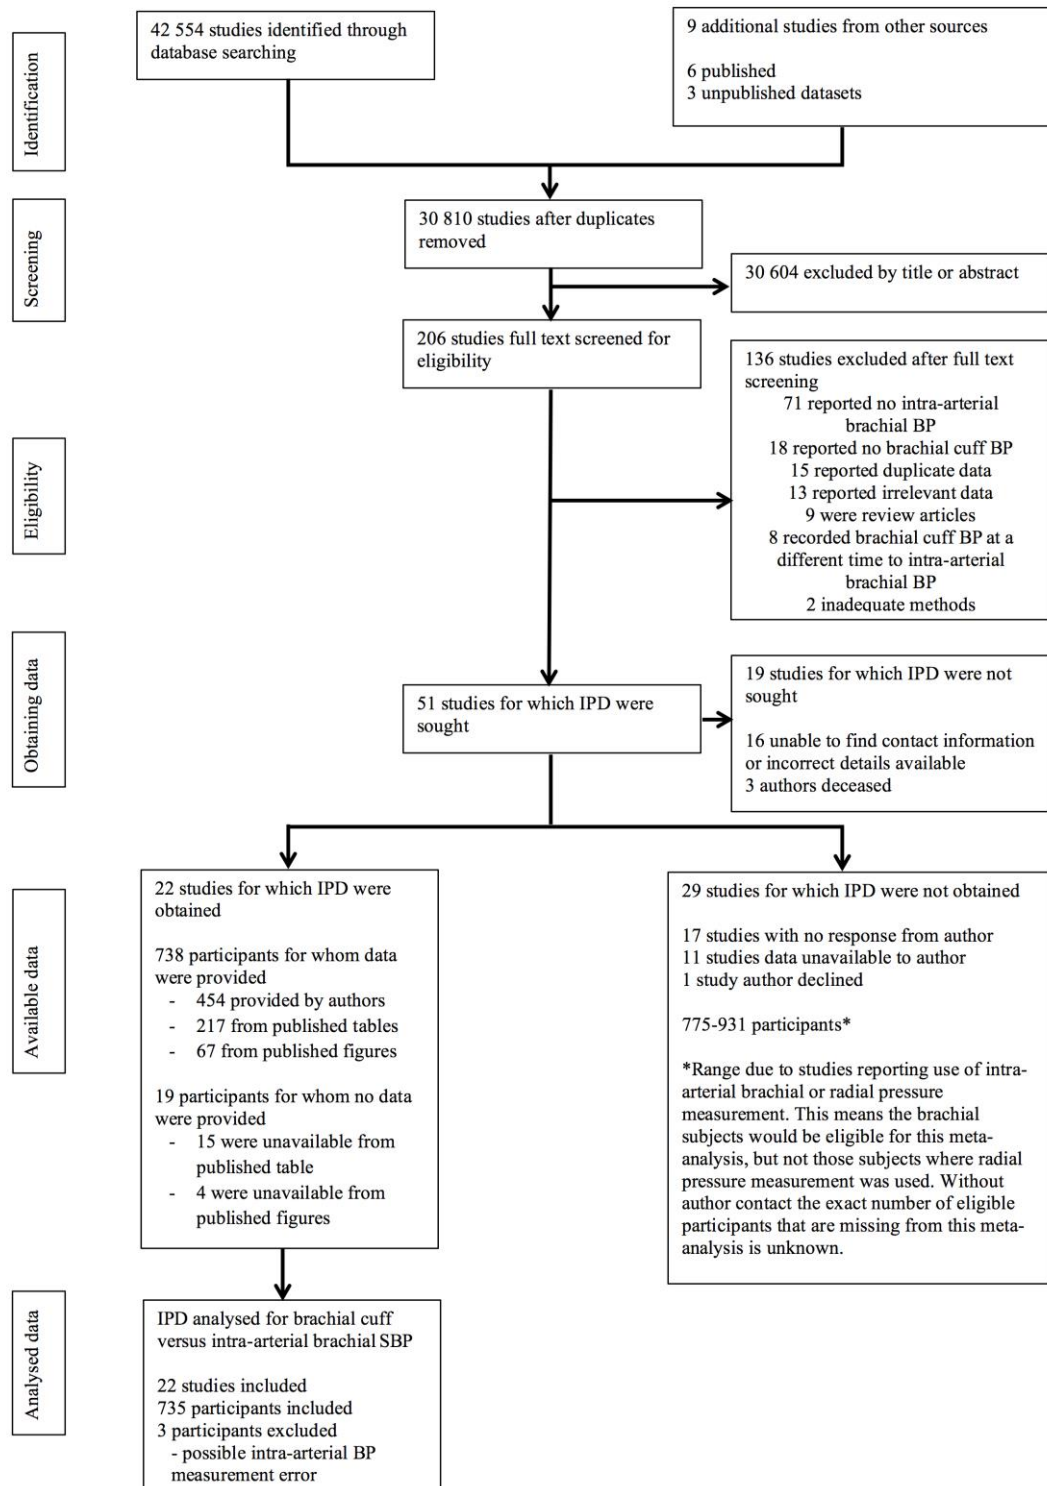 Identification
42 554 studies identified through
database searching
9 additional studies from other sources
6 published
3 unpublished datasets
Screening
30 810 studies after duplicates
removed
30 604 excluded by title or abstract
206 studies full text screened for
eligibility
Eligibility
136 studies excluded after full text
screening
71 reported no intra-arterial
brachial BP
18 reported no brachial cuff BP
15 reported duplicate data
13 reported irrelevant data
9 were review articles
8 recorded brachial cuff BP at a
different time to intra-arterial
brachial BP
2 inadequate methods
Obtaining data
51 studies for which IPD were
sought
19 studies for which IPD were not
sought
16 unable to find contact information
or incorrect details available
3 authors deceased
Available data
22 studies for which IPD were
obtained
738 participants for whom data
were provided
- 454 provided by authors
- 217 from published tables
- 67 from published figures
19 participants for whom no data
were provided
- 15 were unavailable from
published table
- 4 were unavailable from
published figures
29 studies for which IPD were not obtained
17 studies with no response from author
11 studies data unavailable to author
1 study author declined
775-931 participants*
*Range due to studies reporting use of intra-
arterial brachial or radial pressure
measurement. This means the brachial
subjects would be eligible for this meta-
analysis, but not those subjects where radial
pressure measurement was used. Without
author contact the exact number of eligible
participants that are missing from this meta-
analysis is unknown.
Analysed data
IPD analysed for brachial cuff
versus intra-arterial brachial SBP
22 studies included
735 participants included
3 participants excluded
- possible intra-arterial BP
measurement error